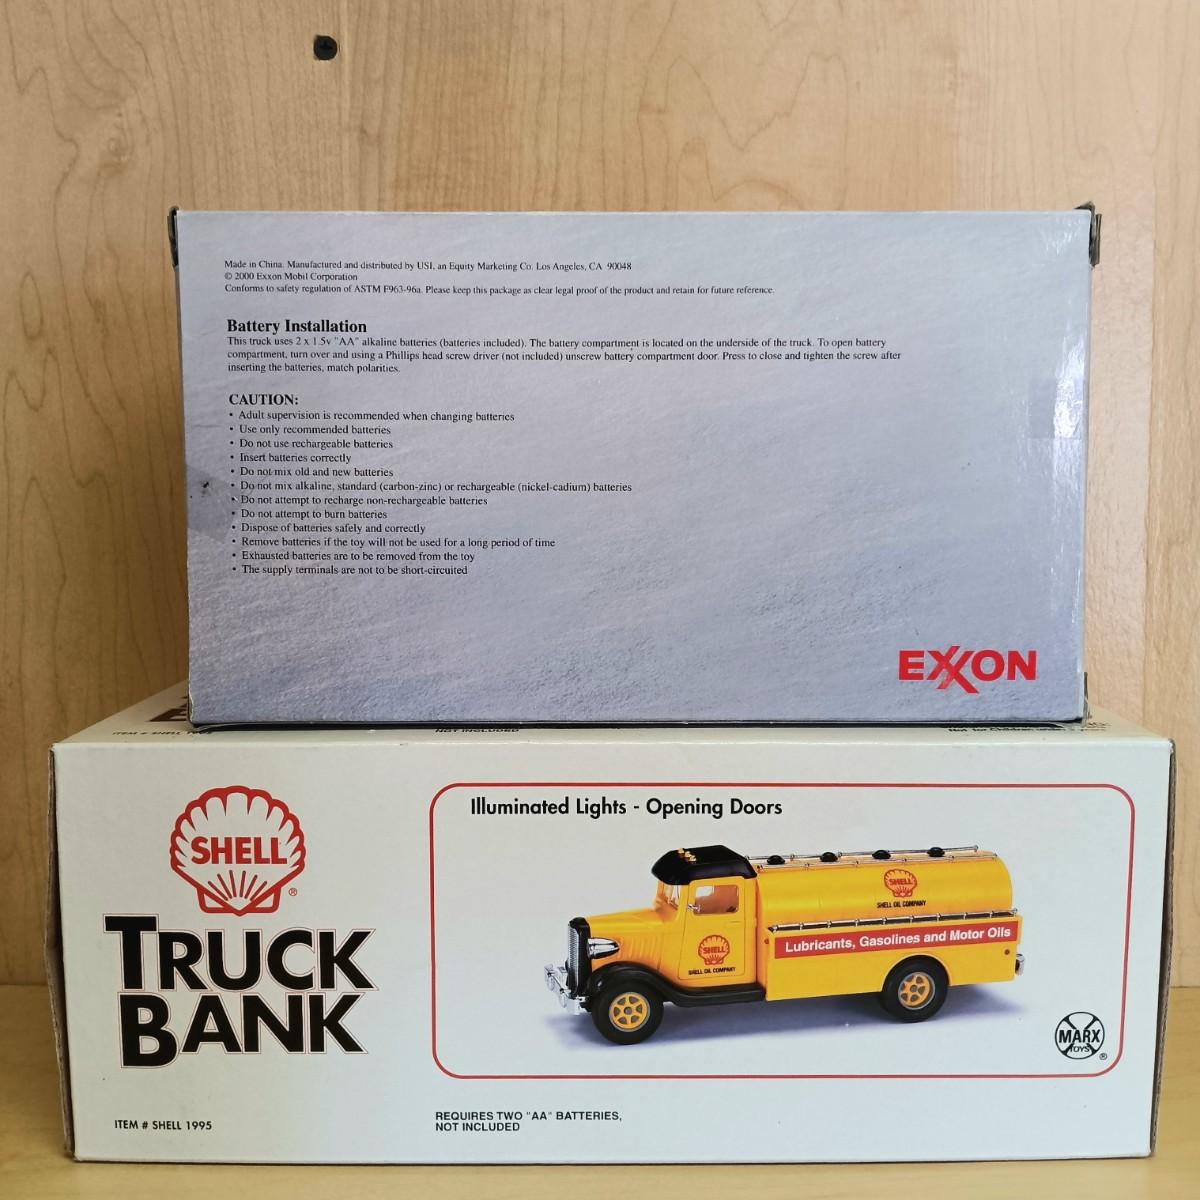 Made in China. Manufactured and distributed by USI, an Equity Marketing Co. Los Angeles, CA 90048
© 2000 Exxon Mobil Corporation
Conforms to safety regulation of ASTM F963-96a. Please keep this package as clear legal proof of the product and retain for future reference.
Battery Installation
This truck uses 2 x 1.5v "AA" alkaline batteries (batteries included). The battery compartment is located on the underside of the truck. To open battery
compartment, turn over and using a Phillips head screw driver (not included) unscrew battery compartment door. Press to close and tighten the screw after
inserting the batteries, match polarities.
CAUTION:
• Adult supervision is recommended when changing batteries
• Use only recommended batteries
• Do not use rechargeable batteries
• Insert batteries correctly
• Do not mix old and new batteries
• Do not mix alkaline, standard (carbon-zinc) or rechargeable (nickel-cadium) batteries
• Do not attempt to recharge non-rechargeable batteries
• Do not attempt to burn batteries
• Dispose of batteries safely and correctly
• Remove batteries if the toy will not be used for a long period of time
• Exhausted batteries are to be removed from the toy
• The supply terminals are not to be short-circuited
EXXON
ITEM # SHELL
NOT INCLUDED
Not for Children under
SHELL
®
TRUCK
BANK
ITEM # SHELL 1995
Illuminated Lights - Opening Doors
SHELL
SHELL OIL COMPANY
Lubricants, Gasolines and Motor Oils
SHELL
SHELL OIL COMPANY
MARX
TOYS
®
REQUIRES TWO "AA" BATTERIES,
NOT INCLUDED